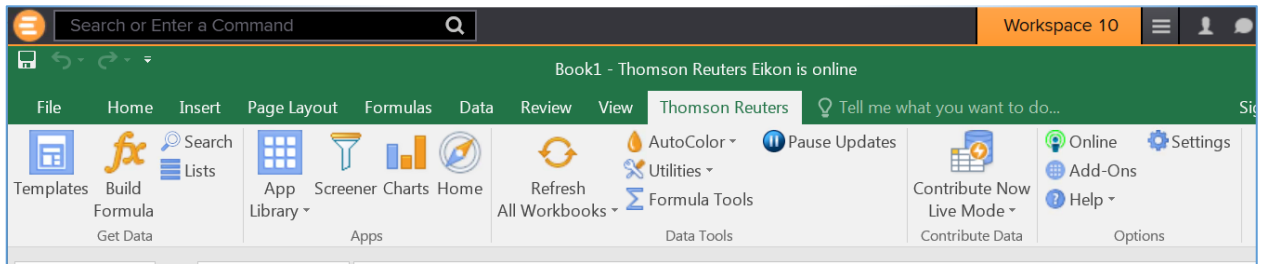 Search or Enter a Command
Workspace 10
Book1 - Thomson Reuters Eikon is online
File Home Insert Page Layout Formulas Data Review View Thomson Reuters Tell me what you want to do...
Search AutoColor Pause Updates Online Settings
Lists Utilities Add-Ons
Templates Build App Screener Charts Home Refresh Contribute Now
Formula Library All Workbooks Formula Tools Live Mode Help
Get Data Apps Data Tools Contribute Data Options